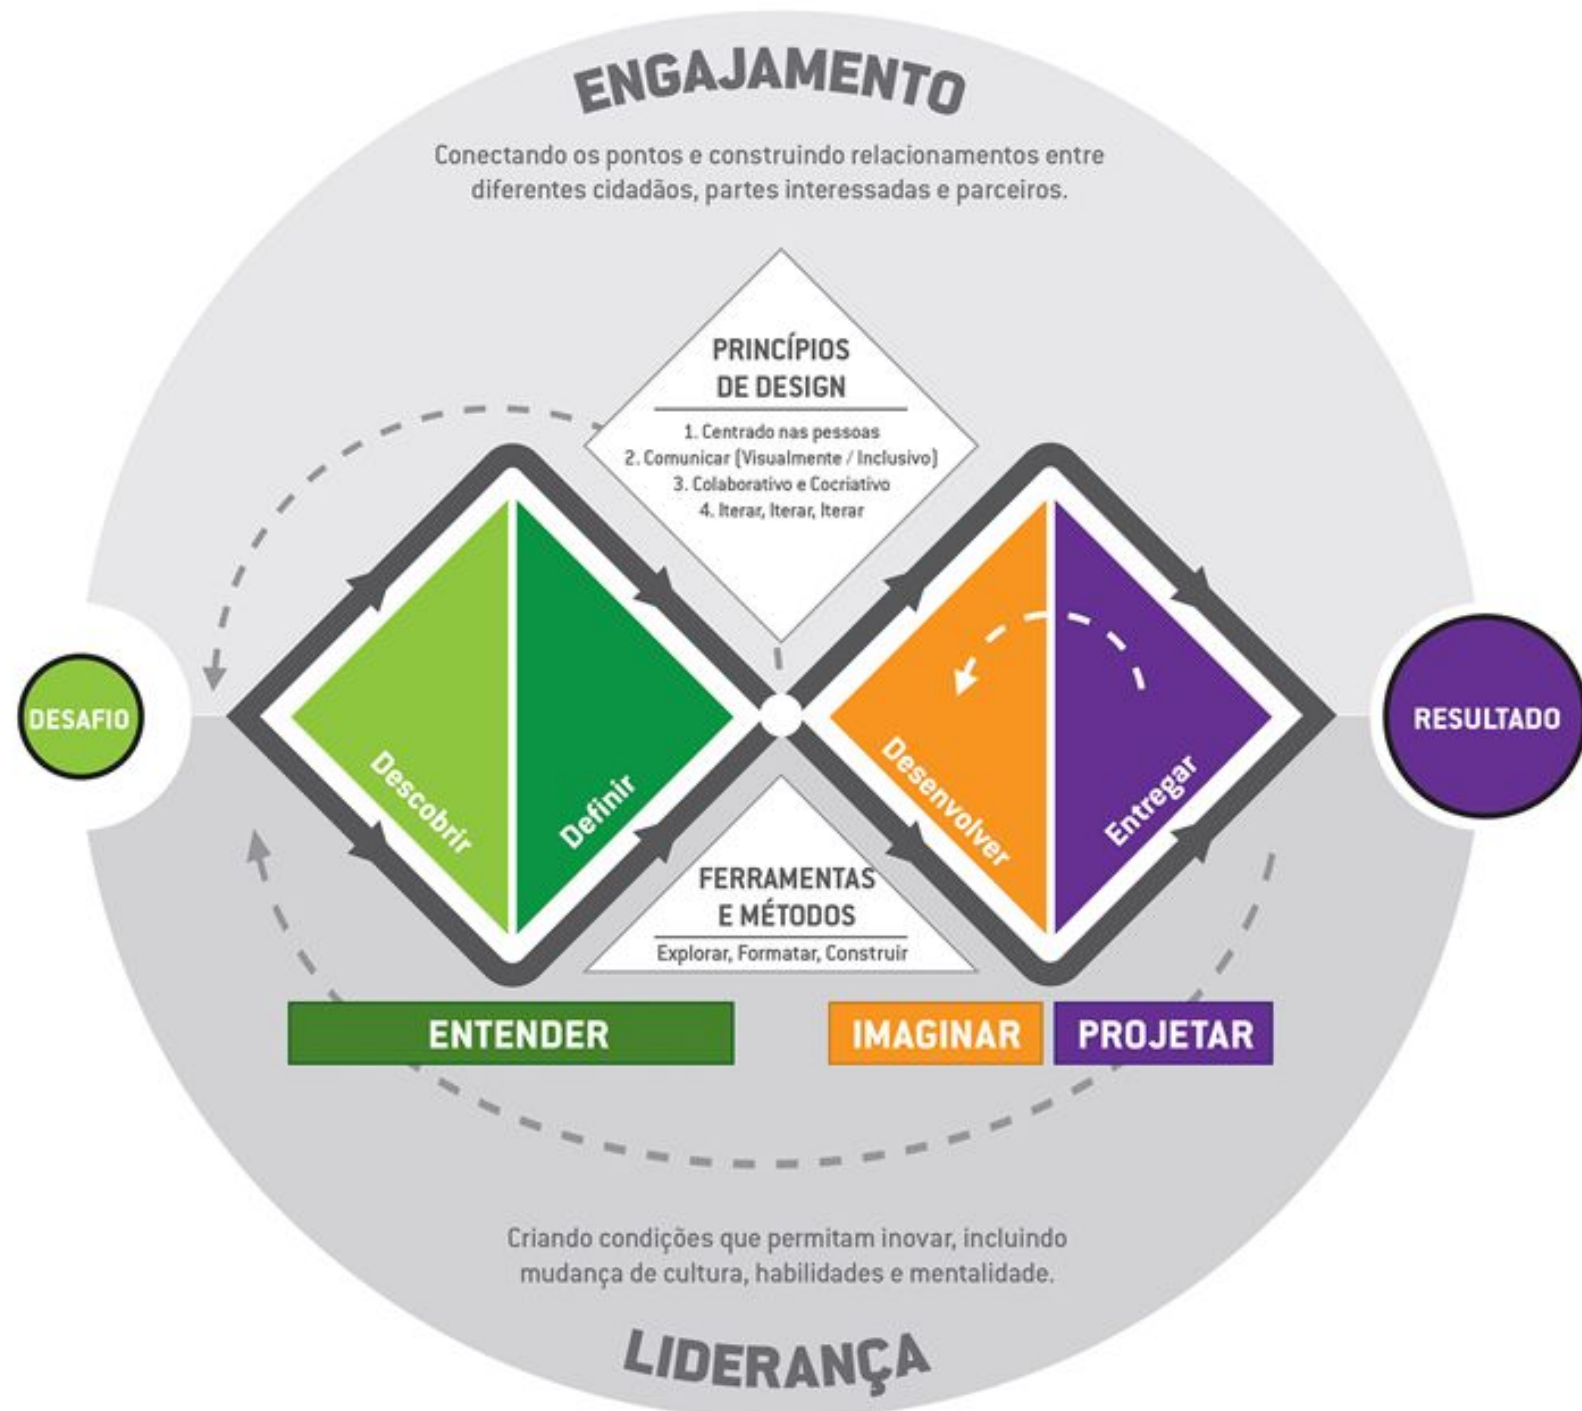 ENGAJAMENTO
Conectando os pontos e construindo relacionamentos entre
diferentes cidadãos, partes interessadas e parceiros.
PRINCÍPIOS
DE DESIGN
1. Centrado nas pessoas
2. Comunicar (Visualmente / Inclusivo)
3. Colaborativo e Cocriativo
4. Iterar, Iterar, Iterar
DESAFIO
Descobrir
Definir
Desenvolver
Entregar
RESULTADO
FERRAMENTAS
E MÉTODOS
Explorar, Formatar, Construir
ENTENDER
IMAGINAR
PROJETAR
Criando condições que permitam inovar, incluindo
mudança de cultura, habilidades e mentalidade.
LIDERANÇA